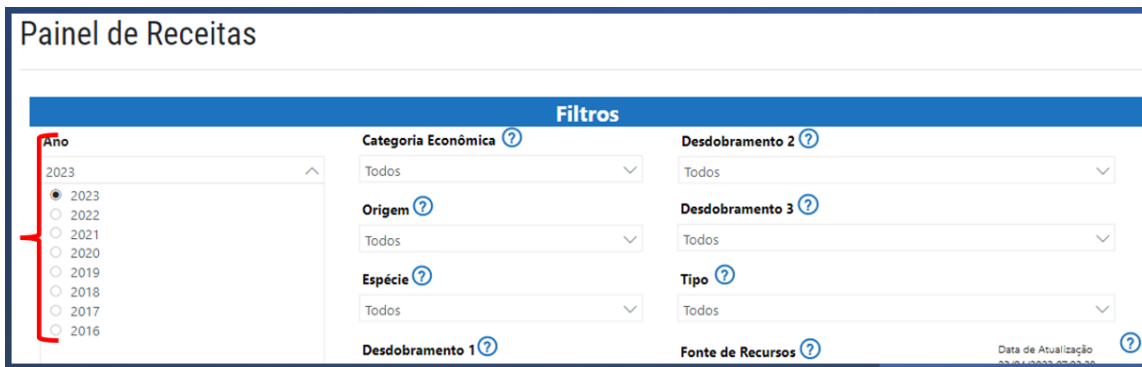 Painel de Receitas
Filtros
Ano
2023
2023
2022
2021
2020
2019
2018
2017
2016
Categoria Econômica ?
Todos
Origem ?
Todos
Espécie ?
Todos
Desdobramento 1 ?
Desdobramento 2 ?
Todos
Desdobramento 3 ?
Todos
Tipo ?
Todos
Fonte de Recursos ?
Data de Atualização ?